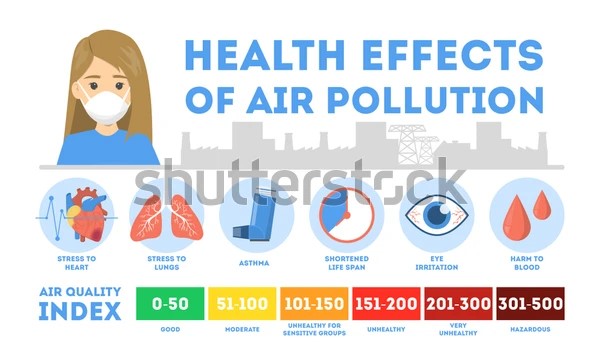 HEALTH EFFECTS
OF AIR POLLUTION
shutterstock
STRESS TO
HEART
STRESS TO
LUNGS
ASTHMA
SHORTENED
LIFE SPAN
EYE
IRRITATION
HARM TO
BLOOD
AIR QUALITY
INDEX
0-50
GOOD
51-100
MODERATE
101-150
UNHEALTHY FOR
SENSITIVE GROUPS
151-200
UNHEALTHY
201-300
VERY
UNHEALTHY
301-500
HAZARDOUS